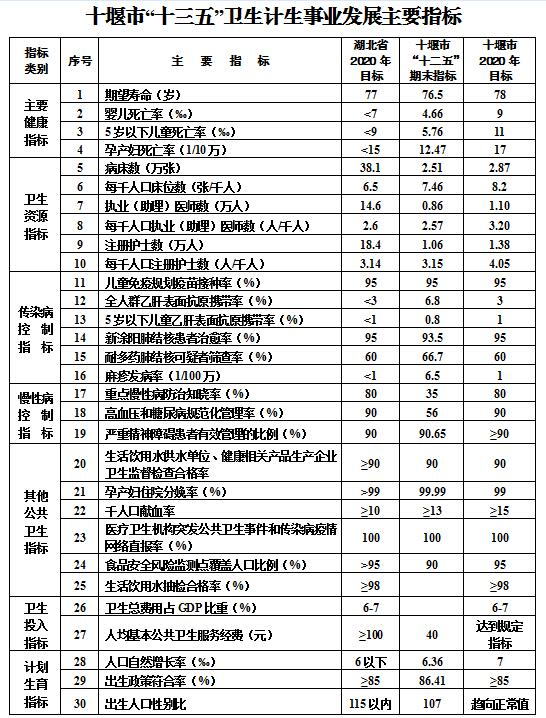 十堰市“十三五”卫生计生事业发展主要指标
指标类别 序号 主 要 指 标 湖北省2020年目标 十堰市“十二五”期末指标 十堰市2020年目标
主要健康指标
1 期望寿命（岁） 77 76.5 78
2 婴儿死亡率（‰） <7 4.66 9
3 5岁以下儿童死亡率（‰） <9 5.76 11
4 孕产妇死亡率（1/10万） <15 12.47 17
卫生资源指标
5 病床数（万张） 38.1 2.51 2.87
6 每千人口床位数（张/千人） 6.5 7.46 8.2
7 执业（助理）医师数（万人） 14.6 0.86 1.10
8 每千人口执业（助理）医师数（人/千人） 2.6 2.57 3.20
9 注册护士数（万人） 18.4 1.06 1.38
10 每千人口注册护士数（人/千人） 3.14 3.15 4.05
传染病控制指标
11 儿童免疫规划疫苗接种率（%） 95 95 95
12 全人群乙肝表面抗原携带率（%） <3 6.8 3
13 5岁以下儿童乙肝表面抗原携带率（%） <1 0.8 1
14 新涂阳肺结核患者治愈率（%） 95 93.5 95
15 耐多药肺结核可疑者筛查率（%） 60 66.7 60
16 麻疹发病率（1/100万） <1 6.5 1
慢性病控制指标
17 重点慢性病防治知晓率（%） 80 35 80
18 高血压和糖尿病规范化管理率（%） 90 56 90
19 严重精神障碍患者有效管理的比例（%） 90 90.65 ≥90
其他公共卫生指标
20 生活饮用水供水单位、健康相关产品生产企业卫生监督检查合格率 ≥90 90 90
21 孕产妇住院分娩率（%） >99 99.99 99
22 千人口献血率 ≥10 ≥13 ≥15
23 医疗卫生机构突发公共卫生事件和传染病疫情网络直报率（%） 100 100 100
24 食品安全风险监测点覆盖人口比例（%） >95 90 95
25 生活饮用水抽检合格率（%） ≥98 ≥98
卫生投入指标
26 卫生总费用占GDP比重（%） 6-7 6-7
27 人均基本公共卫生服务经费（元） ≥100 40 达到规定指标
计划生育指标
28 人口自然增长率（‰） 6以下 6.36 7
29 出生政策符合率（%） ≥85 86.41 ≥85
30 出生人口性别比 115以内 107 趋向正常值